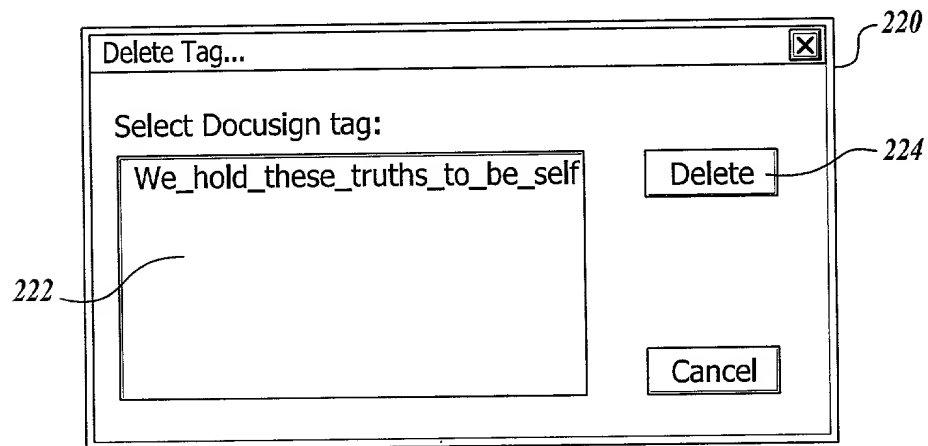 220
Delete Tag...
Select Docusign tag:
We_hold_these_truths_to_be_self
Delete
224
222
Cancel